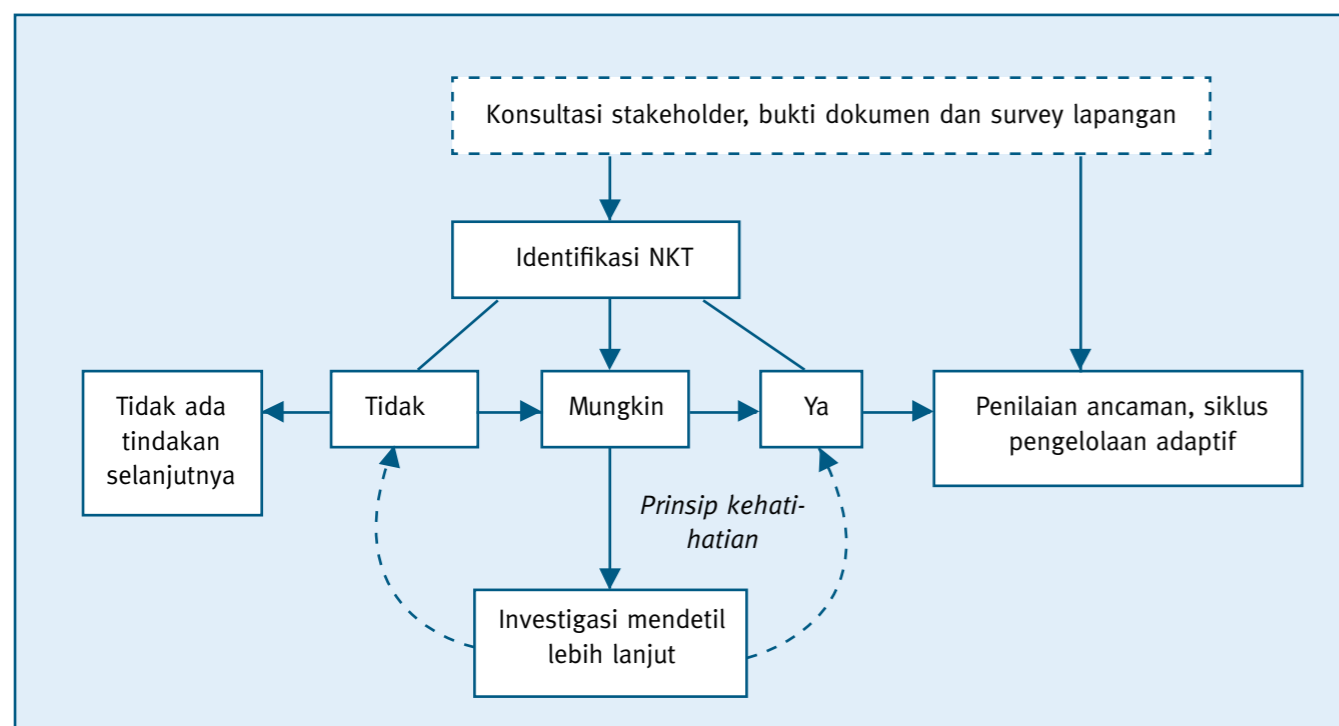 Konsultasi stakeholder, bukti dokumen dan survey lapangan
Identifikasi NKT
Tidak ada
tindakan
selanjutnya
Tidak
Mungkin
Ya
Penilaian ancaman, siklus
pengelolaan adaptif
Prinsip kehati-
hatian
Investigasi mendetil
lebih lanjut